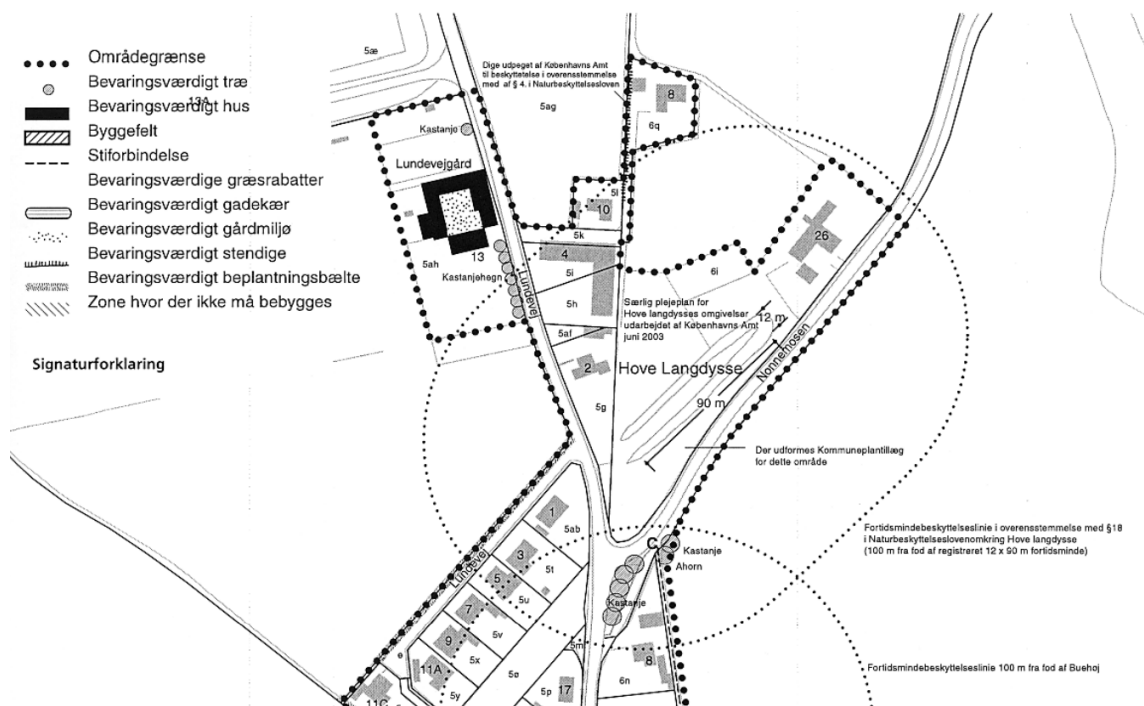 Områdegrænse
Bevaringsværdigt træ
13A
Bevaringsværdigt hus
Byggefelt
Stiforbindelse
Bevaringsværdige græsrabatter
Bevaringsværdigt gadekær
Bevaringsværdigt gårdmiljø
Bevaringsværdigt stendige
Bevaringsværdigt beplantningsbælte
Zone hvor der ikke må bebygges
Signaturforklaring
5æ
Dige udpeget af Københavns Amt
til beskyttetelse i overensstemmelse
med af § 4. i Naturbeskyttelsesloven
5ag
8
6q
Kastanje
Lundevejgård
5l
10
5k
4
13
5ah
Kastanjehegn
Lundevej
5i
5h
6i
26
Særlig plejeplan for
Hove langdysses omgivelser
udarbejdet af Københavns Amt
juni 2003
12 m
5af
2
Hove Langdysse
Nonnemosen
90 m
5g
Der udformes Kommuneplantillæg
for dette område
1
5ab
Fortidsmindebeskyttelseslinie i overensstemmelse med §18
i Naturbeskyttelseslovenomkring Hove langdysse
(100 m fra fod af registreret 12 x 90 m fortidsminde)
C
Kastanje
Ahorn
Lundevej
3
5t
5
5u
Kastanje
7
5v
9
5x
5m
8
e
11A
5y
5ø
5p
17
6n
11C
Fortidsmindebeskyttelseslinie 100 m fra fod af Buehøj